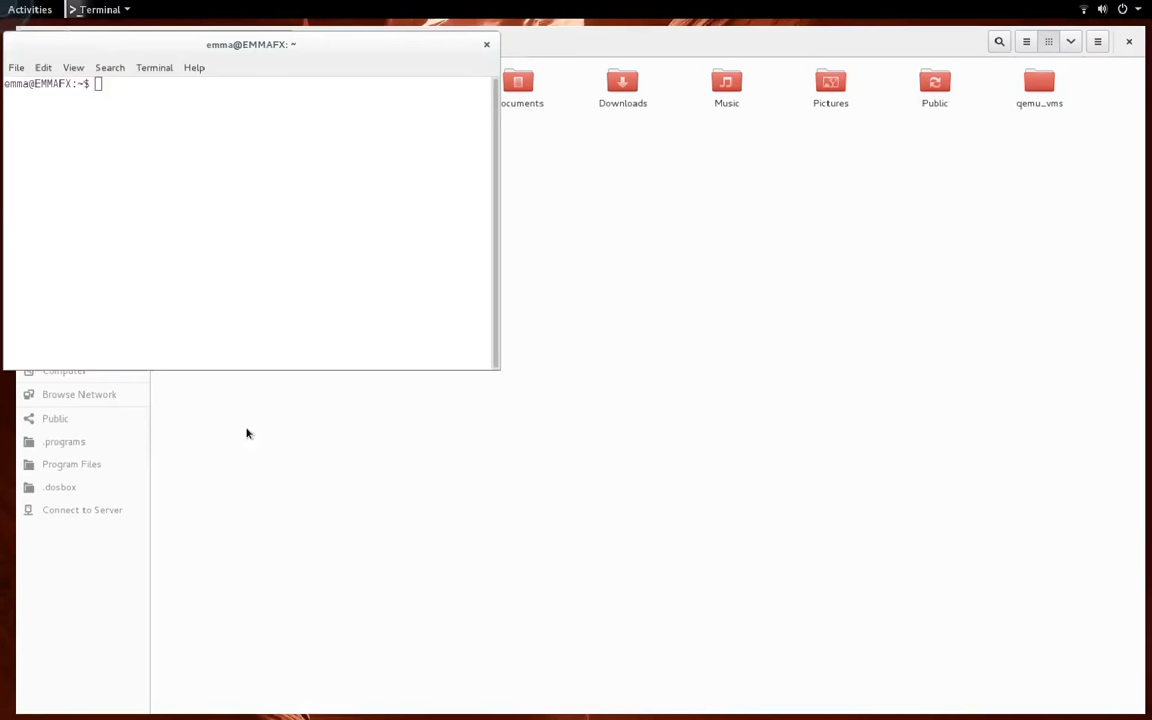 Activities
Terminal
emma@EMMAFX: ~
File Edit View Search Terminal Help
emma@EMMAFX:~$
ocuments
Downloads
Music
Pictures
Public
qemu_vms
Computer
Browse Network
Public
.programs
Program Files
.dosbox
Connect to Server